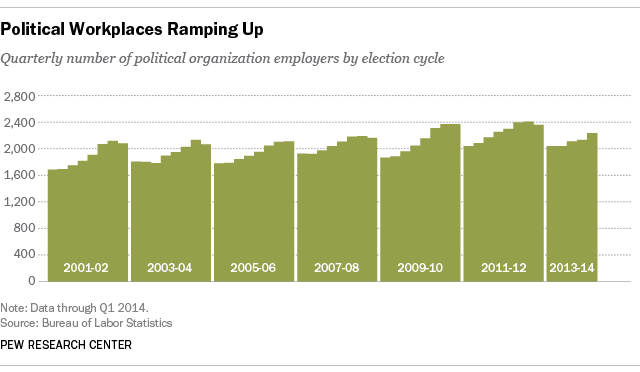 Political Workplaces Ramping Up
Quarterly number of political organization employers by election cycle
2,800
2,400
2,000
1,600
1,200
800
400
0
2001-02 2003-04 2005-06 2007-08 2009-10 2011-12 2013-14
Note: Data through Q1 2014.
Source: Bureau of Labor Statistics
PEW RESEARCH CENTER